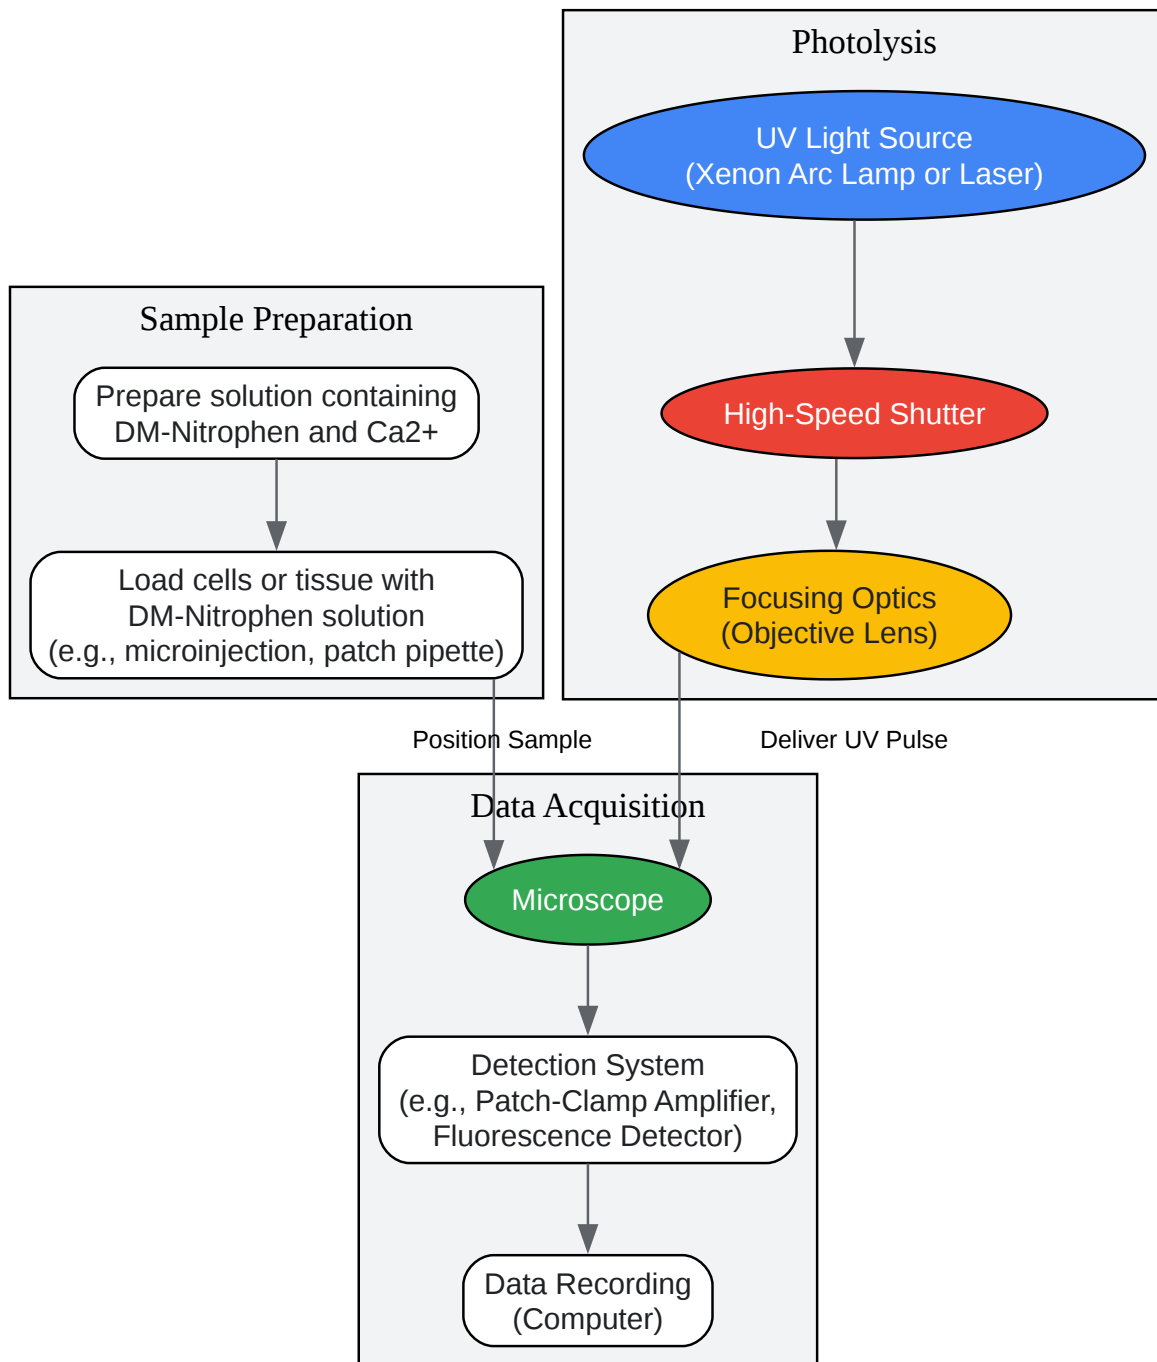 Photolysis
UV Light Source
(Xenon Arc Lamp or Laser)
High-Speed Shutter
Focusing Optics
(Objective Lens)
Sample Preparation
Prepare solution containing
DM-Nitrophen and Ca2+
Load cells or tissue with
DM-Nitrophen solution
(e.g., microinjection, patch pipette)
Position Sample
Deliver UV Pulse
Data Acquisition
Microscope
Detection System
(e.g., Patch-Clamp Amplifier,
Fluorescence Detector)
Data Recording
(Computer)